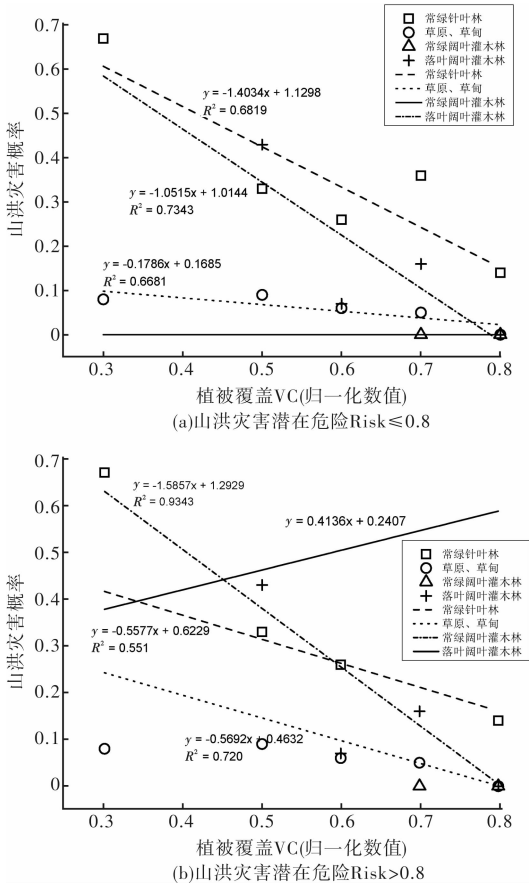 0.7
0.6
0.5
0.4
0.3
0.2
0.1
0
山洪灾害概率
常绿针叶林
草原、草甸
常绿阔叶灌木林
落叶阔叶灌木林
常绿针叶林
草原、草甸
常绿阔叶灌木林
落叶阔叶灌木林
y = -1.4034x + 1.1298
R² = 0.6819
y = -1.0515x + 1.0144
R² = 0.7343
y = -0.1786x + 0.1685
R² = 0.6681
0.3 0.4 0.5 0.6 0.7 0.8
植被覆盖VC(归一化数值)
(a)山洪灾害潜在危险Risk≤0.8
0.7
0.6
0.5
0.4
0.3
0.2
0.1
0
山洪灾害概率
y = -1.5857x + 1.2929
R² = 0.9343
y = 0.4136x + 0.2407
常绿针叶林
草原、草甸
常绿阔叶灌木林
落叶阔叶灌木林
常绿针叶林
草原、草甸
常绿阔叶灌木林
落叶阔叶灌木林
y = -0.5577x + 0.6229
R² = 0.551
y = -0.5692x + 0.4632
R² = 0.720
0.3 0.4 0.5 0.6 0.7 0.8
植被覆盖VC(归一化数值)
(b)山洪灾害潜在危险Risk>0.8